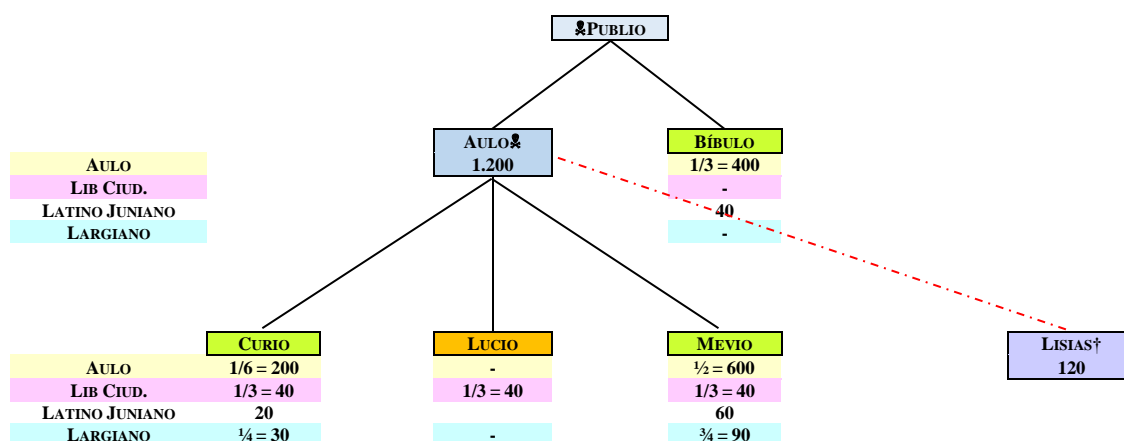 ☠PUBLIO
AULO☠ BÍBULO
AULO 1.200 1/3 = 400
LIB CIUD. -
LATINO JUNIANO 40
LARGIANO -
CURIO LUCIO MEVIO LISIAS†
AULO 1/6 = 200 - ½ = 600 120
LIB CIUD. 1/3 = 40 1/3 = 40 1/3 = 40
LATINO JUNIANO 20 60
LARGIANO ¼ = 30 - ¾ = 90